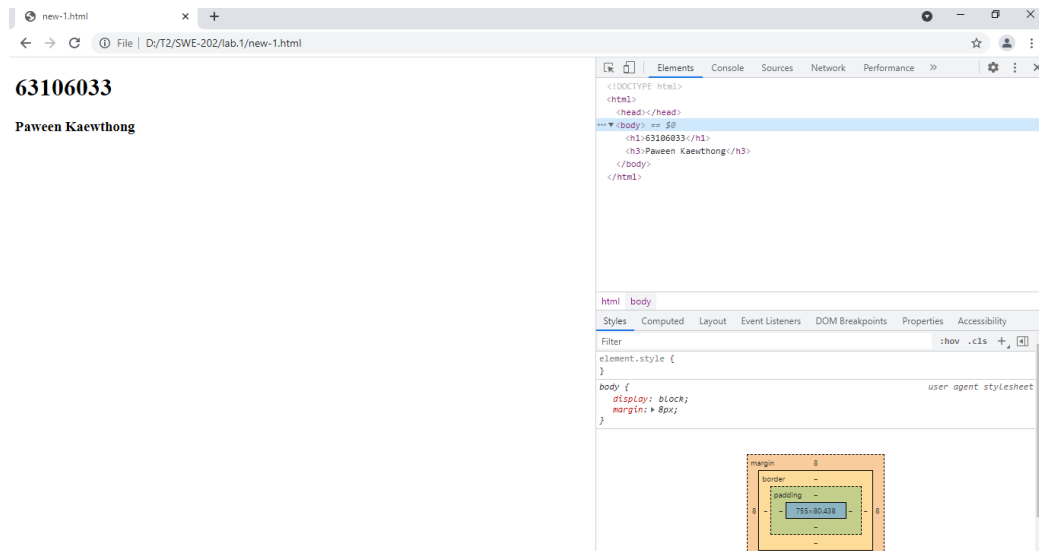 new-1.html
File | D:/T2/SWE-202/lab.1/new-1.html
63106033
Paween Kaewthong
Elements Console Sources Network Performance »
<!DOCTYPE html>
<html>
<head></head>
••• ▼ <body> == $0
<h1>63106033</h1>
<h3>Paween Kaewthong</h3>
</body>
</html>
html body
Styles Computed Layout Event Listeners DOM Breakpoints Properties Accessibility
Filter :hov .cls +
element.style {
}
body { user agent stylesheet
display: block;
margin: ▶ 8px;
}
margin 8
border –
padding –
8 – – 755×80.438 – – 8
–
–